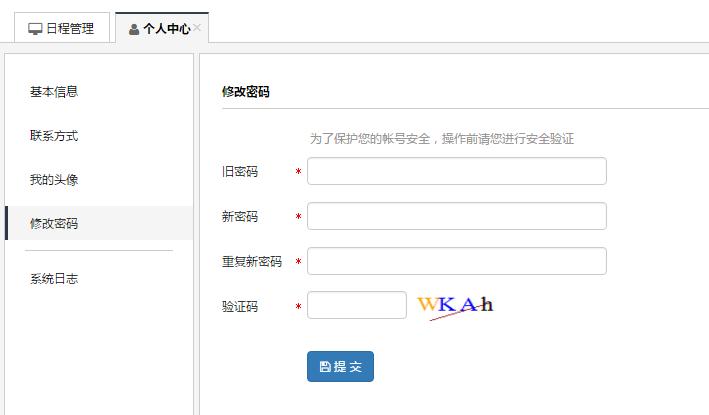 日程管理
个人中心
基本信息
联系方式
我的头像
修改密码
系统日志
修改密码
为了保护您的帐号安全，操作前请您进行安全验证
旧密码 *
新密码 *
重复新密码 *
验证码 * WKAh
提 交